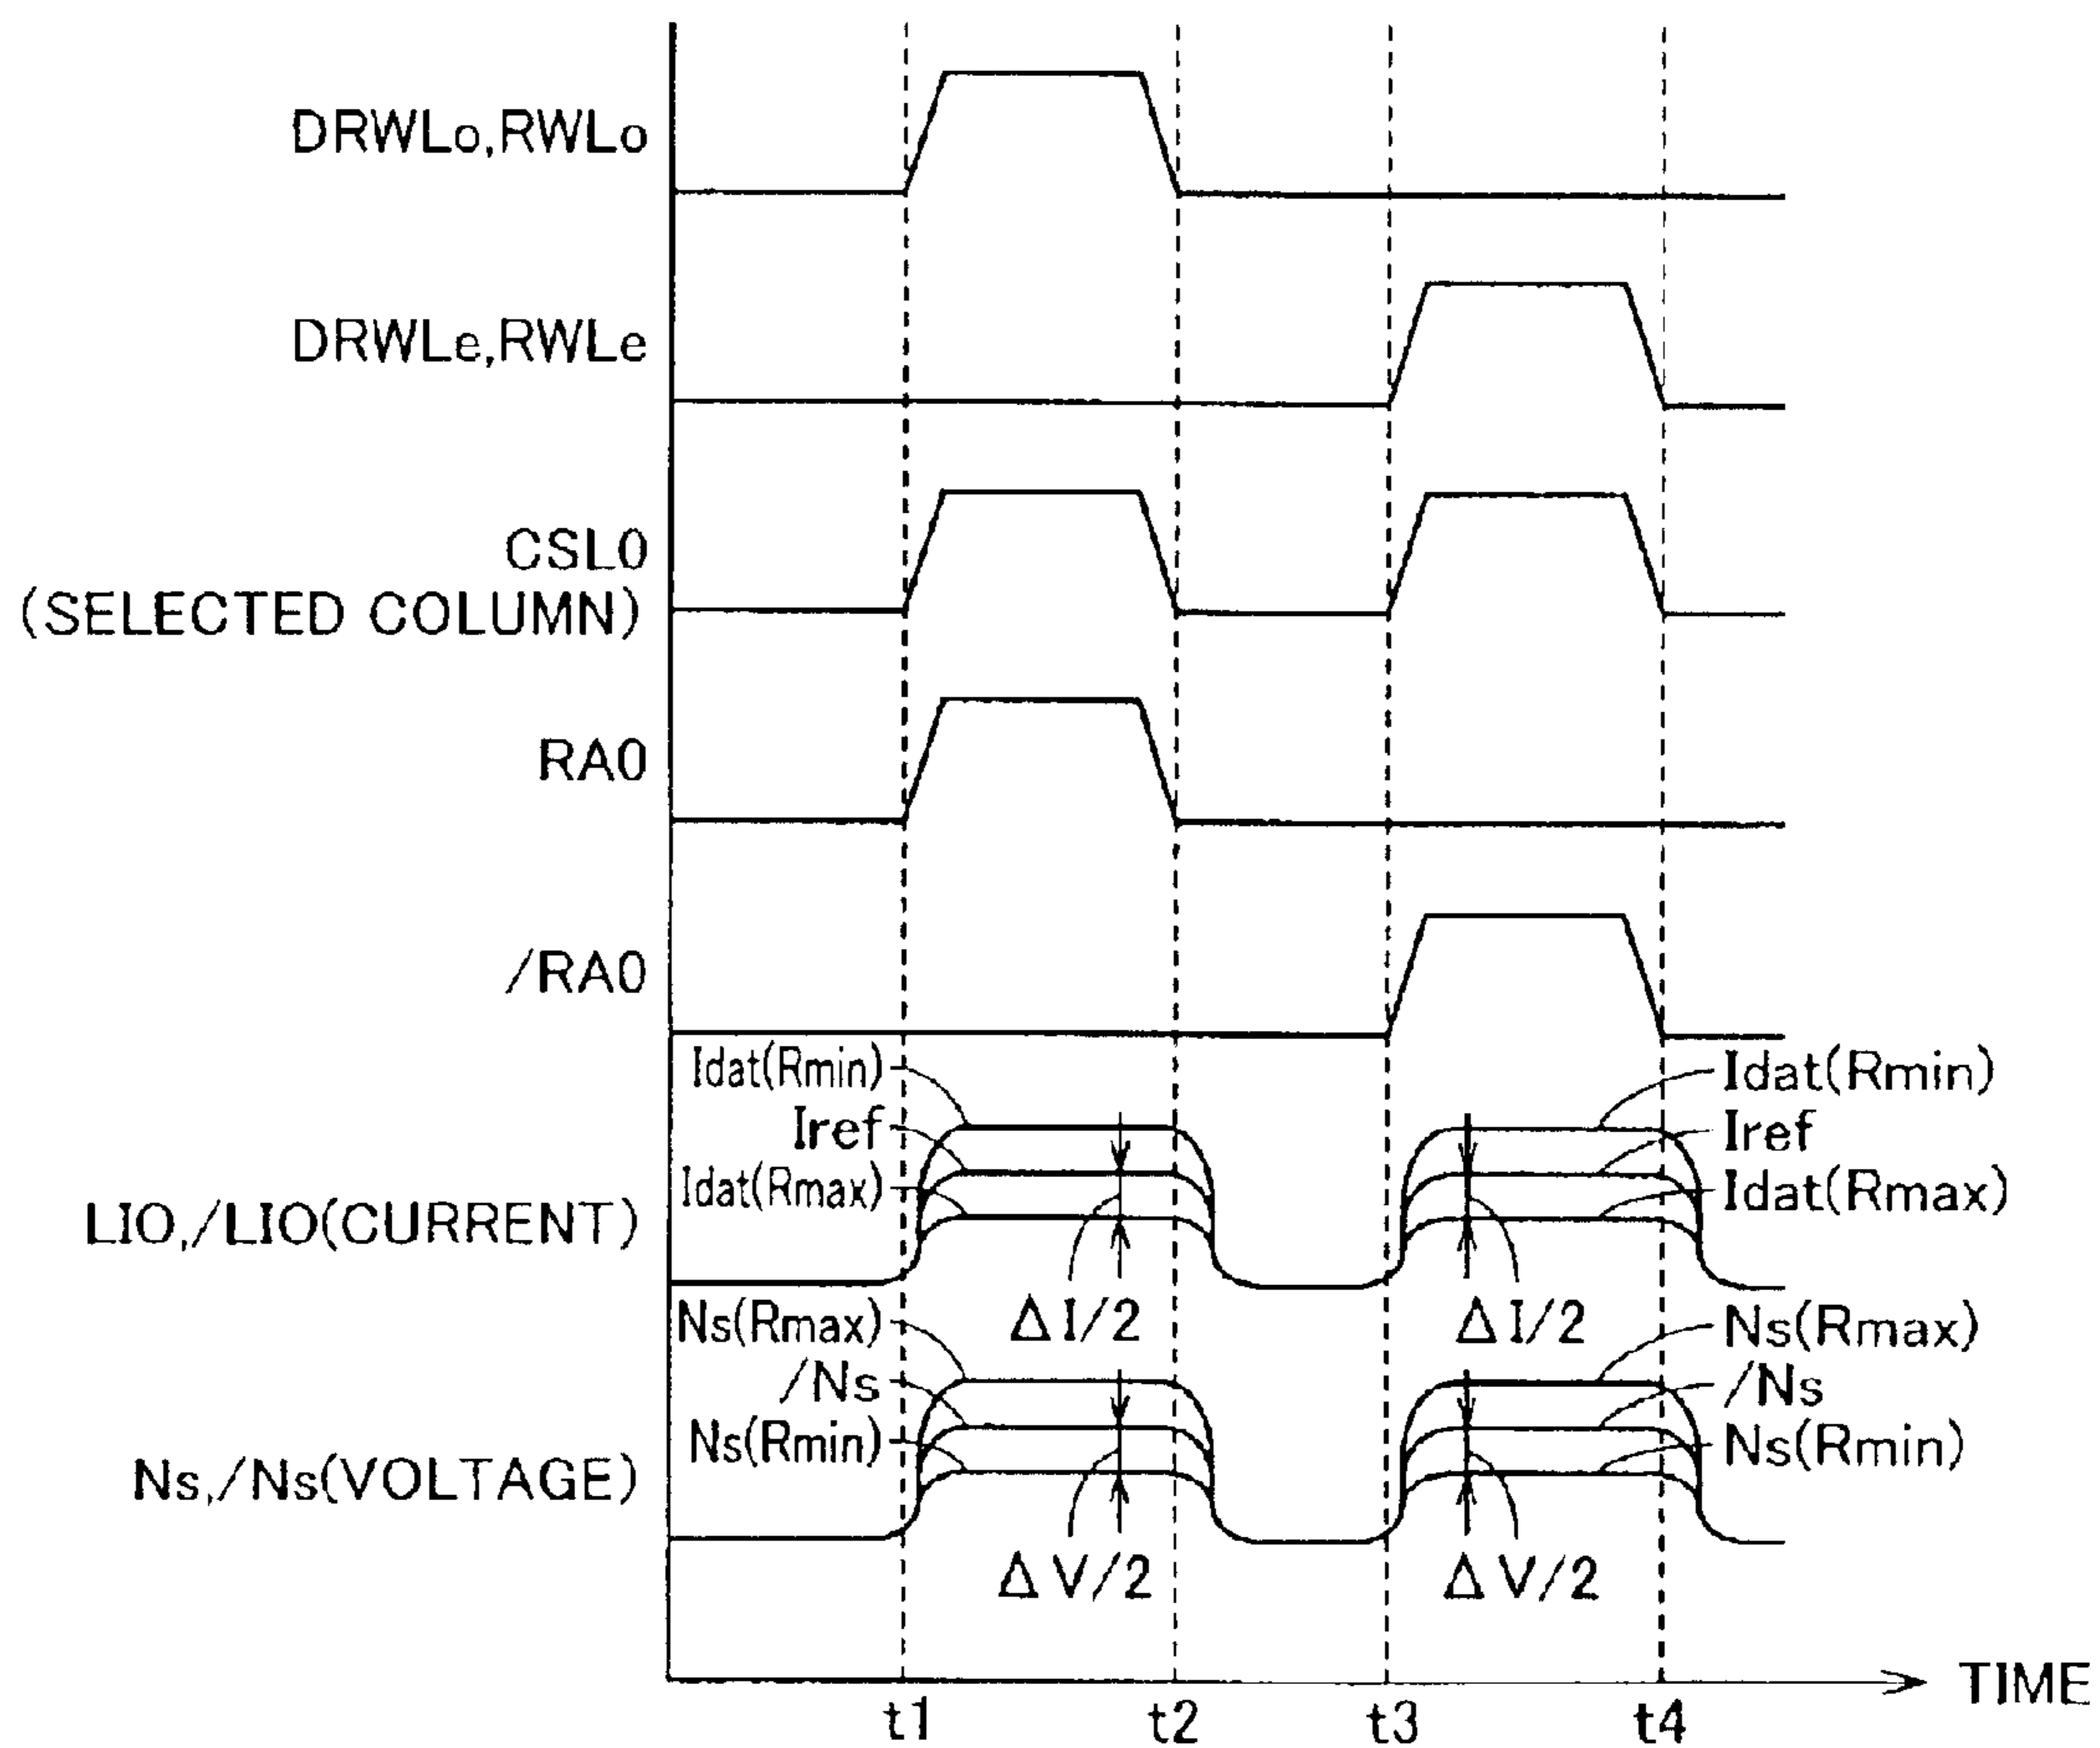 DRWLo,RWLo
DRWLe,RWLe
CSL0
(SELECTED COLUMN)
RA0
/RA0
Idat(Rmin)
Iref
Idat(Rmax)
Idat(Rmin)
Iref
Idat(Rmax)
LIO,/LIO(CURRENT)
ΔI/2
ΔI/2
Ns(Rmax)
/Ns
Ns(Rmin)
Ns(Rmax)
/Ns
Ns(Rmin)
Ns,/Ns(VOLTAGE)
ΔV/2
ΔV/2
TIME
t1
t2
t3
t4